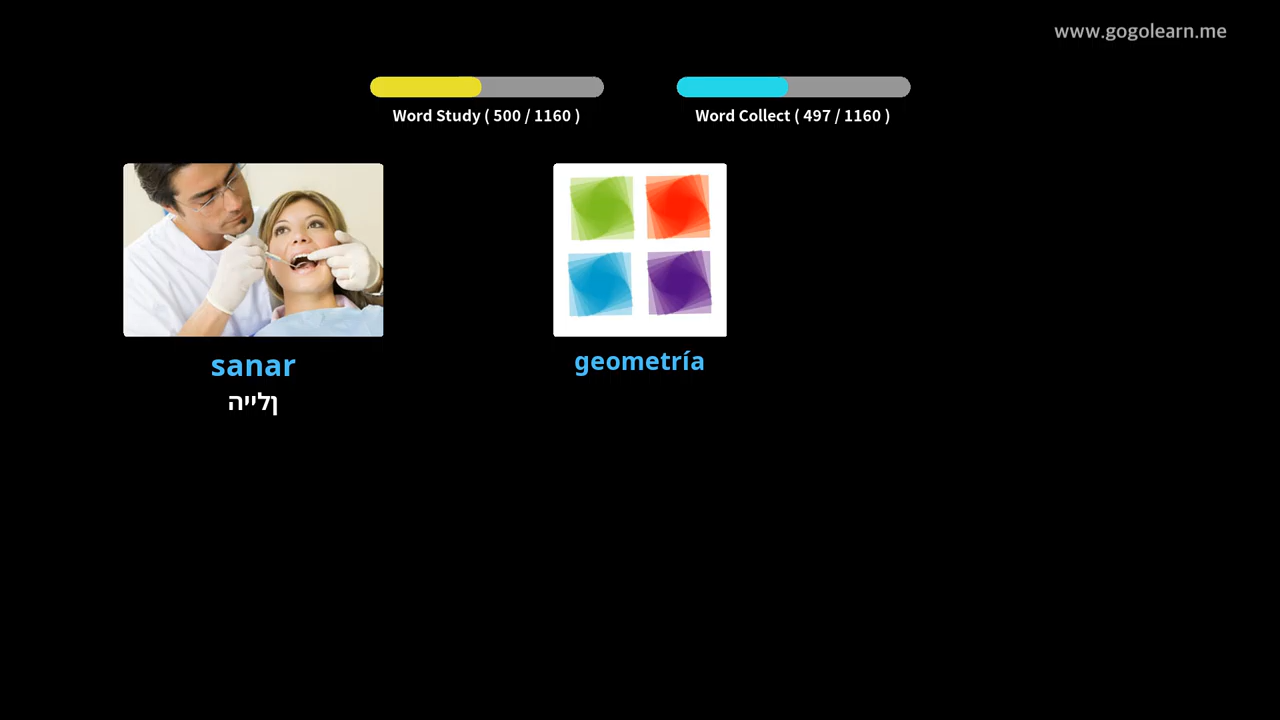 www.gogolearn.me
Word Study ( 500 / 1160 )
Word Collect ( 497 / 1160 )
sanar
ןלייה
geometría